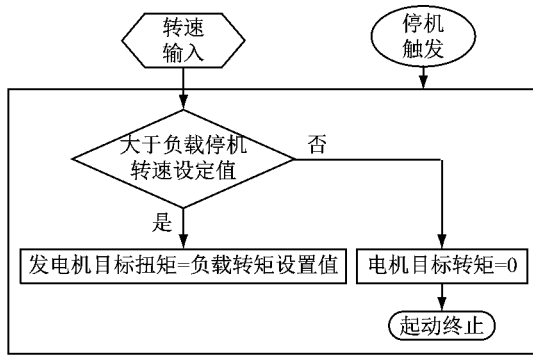 转速
输入
停机
触发
大于负载停机
转速设定值
否
是
发电机目标扭矩=负载转矩设置值
电机目标转矩=0
起动终止